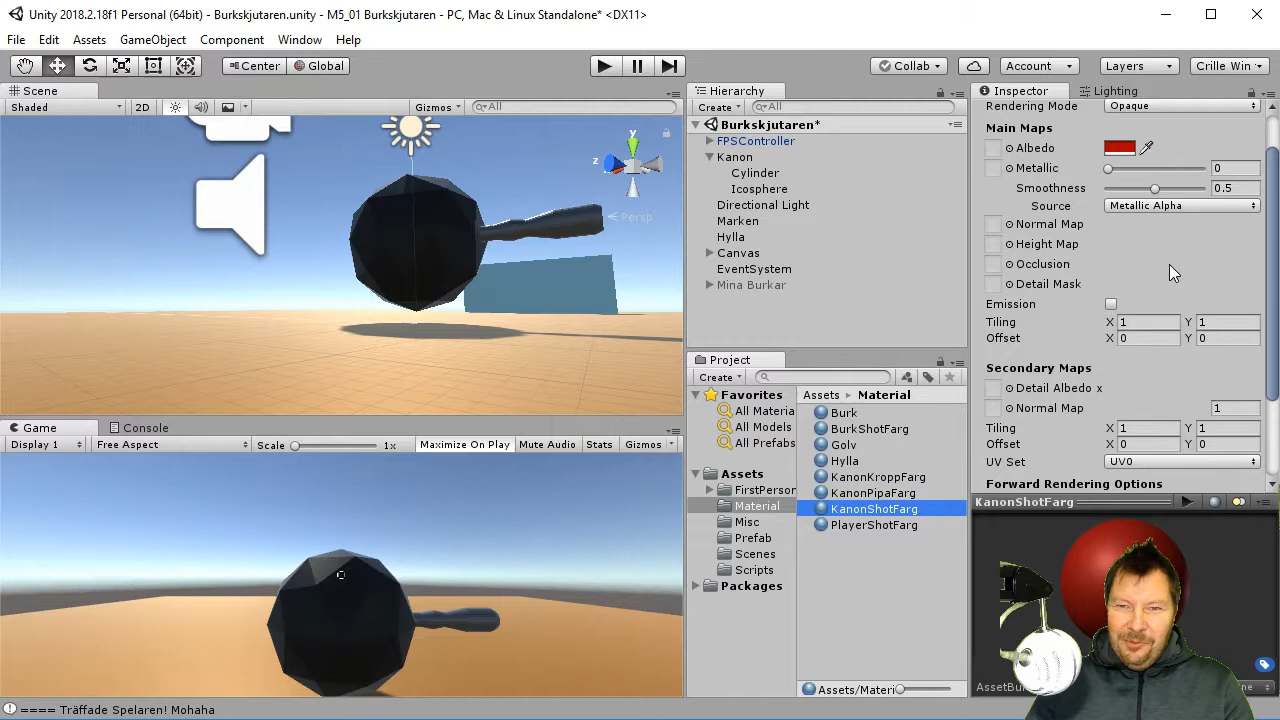 Unity 2018.2.18f1 Personal (64bit) - Burkskjutaren.unity - M5_01 Burkskjutaren - PC, Mac & Linux Standalone* <DX11>
File Edit Assets GameObject Component Window Help
Center Global Collab Account Layers Crille Win
Scene
Shaded 2D Gizmos All
y
z
Persp
Hierarchy
Create All
Burkskjutaren*
FPSController
Kanon
Cylinder
Icosphere
Directional Light
Marken
Hylla
Canvas
EventSystem
Mina Burkar
Inspector Lighting
Rendering Mode Opaque
Main Maps
Albedo
Metallic 0
Smoothness 0.5
Source Metallic Alpha
Normal Map
Height Map
Occlusion
Detail Mask
Emission
Tiling X 1 Y 1
Offset X 0 Y 0
Secondary Maps
Detail Albedo x
Normal Map 1
Tiling X 1 Y 1
Offset X 0 Y 0
UV Set UV0
Forward Rendering Options
KanonShotFarg
Game Console
Display 1 Free Aspect Scale 1x Maximize On Play Mute Audio Stats Gizmos
Project
Create
Favorites
All Materia
All Models
All Prefabs
Assets
FirstPerson
Material
Misc
Prefab
Scenes
Scripts
Packages
Assets Material
Burk
BurkShotFarg
Golv
Hylla
KanonKroppFarg
KanonPipaFarg
KanonShotFarg
PlayerShotFarg
Assets/Materi
AssetBu
==== Träffade Spelaren! Mohaha